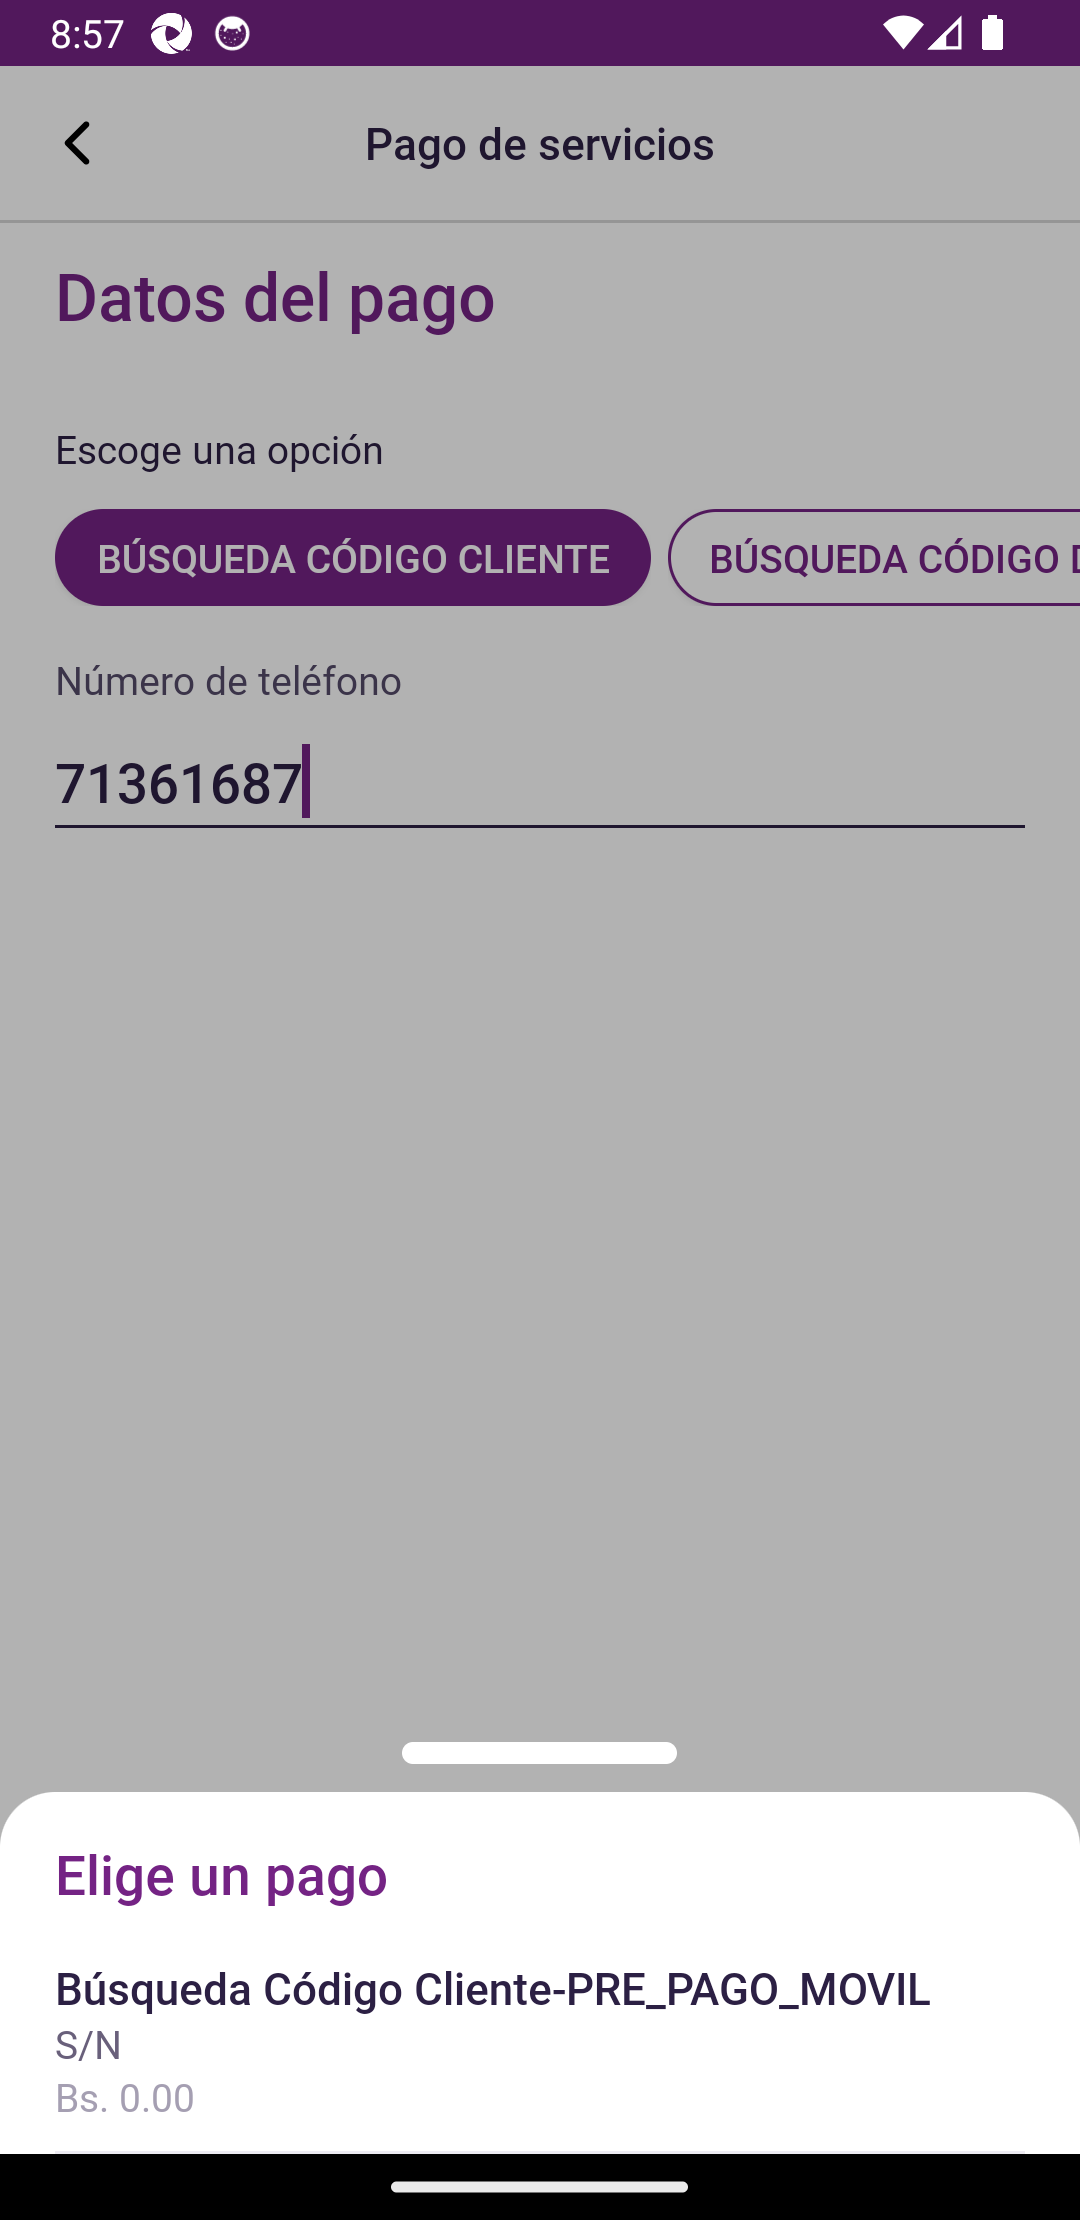 8:57
Pago de servicios
Datos del pago
Escoge una opción
BÚSQUEDA CÓDIGO CLIENTE
BÚSQUEDA CÓDIGO
Número de teléfono
71361687
Elige un pago
Búsqueda Código Cliente-PRE_PAGO_MOVIL
S/N
Bs. 0.00